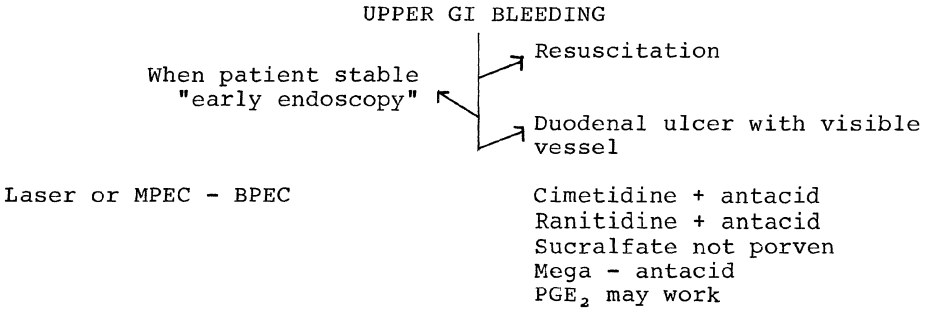 UPPER GI BLEEDING
Resuscitation
When patient stable
"early endoscopy"
Duodenal ulcer with visible
vessel
Laser or MPEC - BPEC
Cimetidine + antacid
Ranitidine + antacid
Sucralfate not porven
Mega - antacid
PGE₂ may work